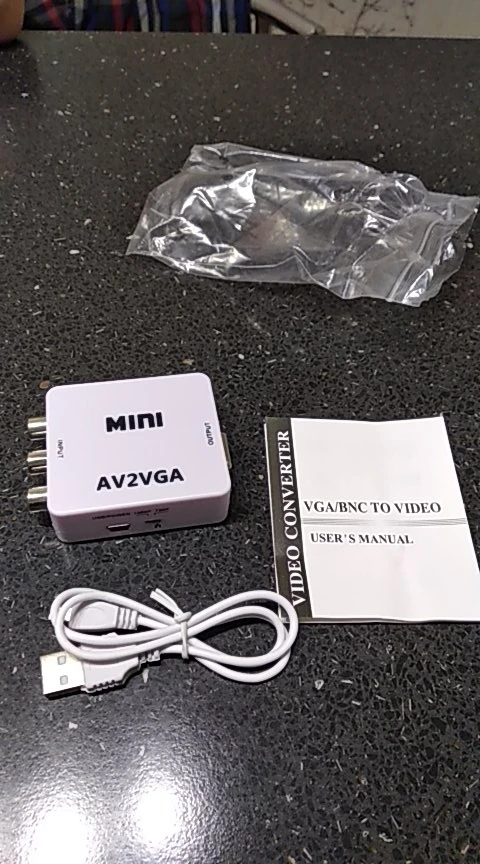 MINI
INPUT
OUTPUT
AV2VGA
VIDEO CONVERTER
VGA/BNC TO VIDEO
USER'S MANUAL